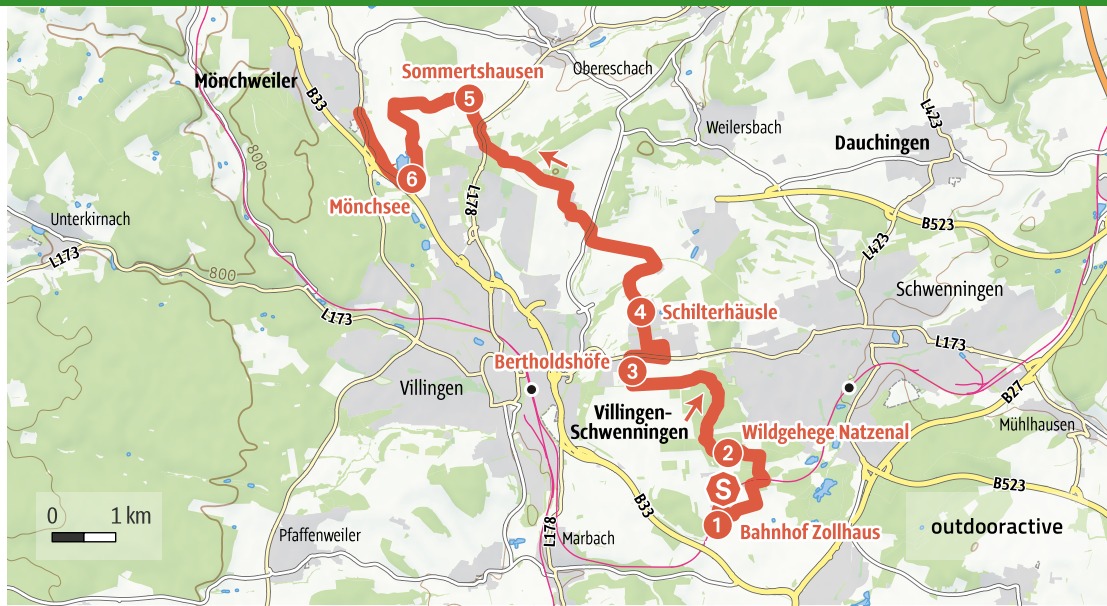 Mönchweiler
B33
Sommertshausen
5
Obereschach
L423
Weilersbach
Dauchingen
800
6
Mönchsee
L178
Unterkirnach
L173
800
B523
L423
L173
4
Schilterhäusle
Schwenningen
L173
Bertholdshöfe
3
Villingen
Villingen-
Schwenningen
B27
Mühlhausen
2
Wildgehege Natzenal
S
B33
B523
0
1 km
1
Bahnhof Zollhaus
outdooractive
Pfaffenweiler
L178
Marbach